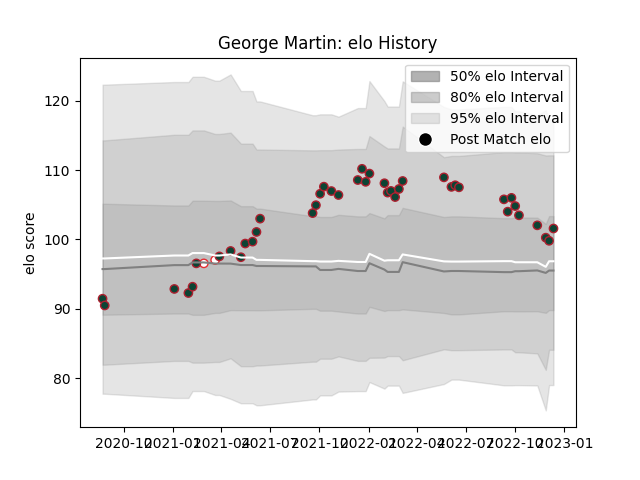 George Martin: elo History
50% elo Interval
80% elo Interval
95% elo Interval
Post Match elo
elo score
120
110
100
90
80
2020-10 2021-01 2021-04 2021-07 2021-10 2022-01 2022-04 2022-07 2022-10 2023-01